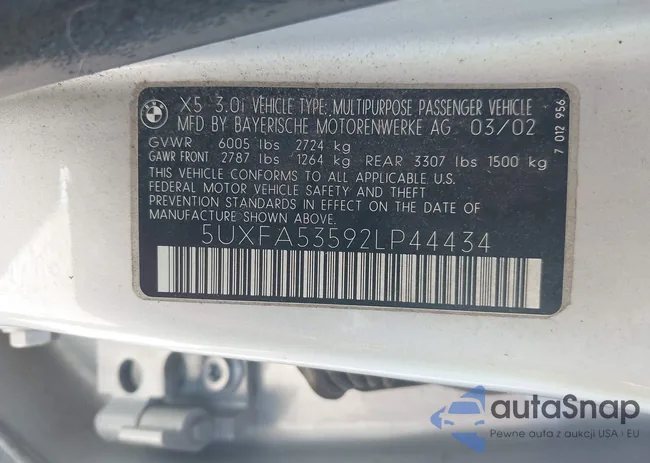 X5 3.0i VEHICLE TYPE: MULTIPURPOSE PASSENGER VEHICLE
MFD BY BAYERISCHE MOTORENWERKE AG 03/02
GVWR 6005 lbs 2724 kg
GAWR FRONT 2787 lbs 1264 kg REAR 3307 lbs 1500 kg
THIS VEHICLE CONFORMS TO ALL APPLICABLE U.S.
FEDERAL MOTOR VEHICLE SAFETY AND THEFT
PREVENTION STANDARDS IN EFFECT ON THE DATE OF
MANUFACTURE SHOWN ABOVE.
5UXFA53592LP44434
7 012 956
autoSnap
Pewne auta z aukcji USA i EU